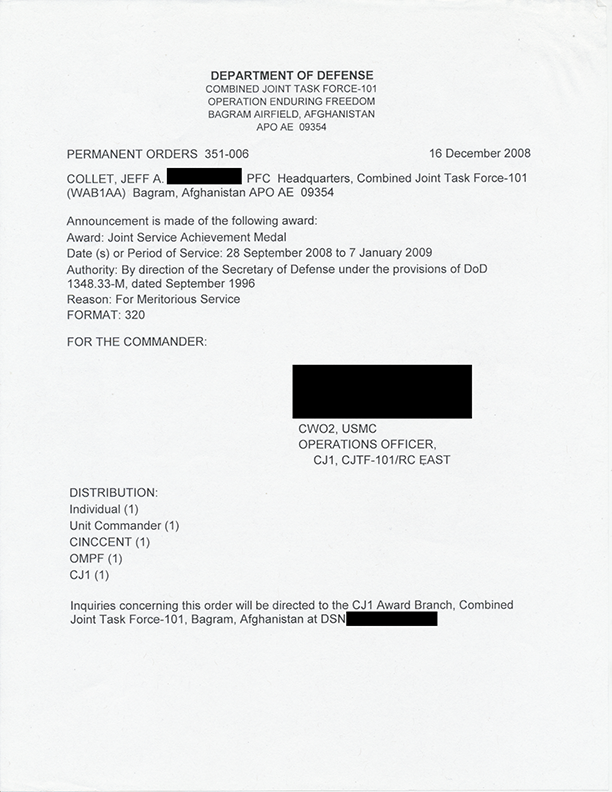 DEPARTMENT OF DEFENSE
COMBINED JOINT TASK FORCE-101
OPERATION ENDURING FREEDOM
BAGRAM AIRFIELD, AFGHANISTAN
APO AE 09354
PERMANENT ORDERS 351-006 16 December 2008
COLLET, JEFF A. PFC Headquarters, Combined Joint Task Force-101
(WAB1AA) Bagram, Afghanistan APO AE 09354
Announcement is made of the following award:
Award: Joint Service Achievement Medal
Date (s) or Period of Service: 28 September 2008 to 7 January 2009
Authority: By direction of the Secretary of Defense under the provisions of DoD
1348.33-M, dated September 1996
Reason: For Meritorious Service
FORMAT: 320
FOR THE COMMANDER:
CWO2, USMC
OPERATIONS OFFICER,
CJ1, CJTF-101/RC EAST
DISTRIBUTION:
Individual (1)
Unit Commander (1)
CINCCENT (1)
OMPF (1)
CJ1 (1)
Inquiries concerning this order will be directed to the CJ1 Award Branch, Combined
Joint Task Force-101, Bagram, Afghanistan at DSN